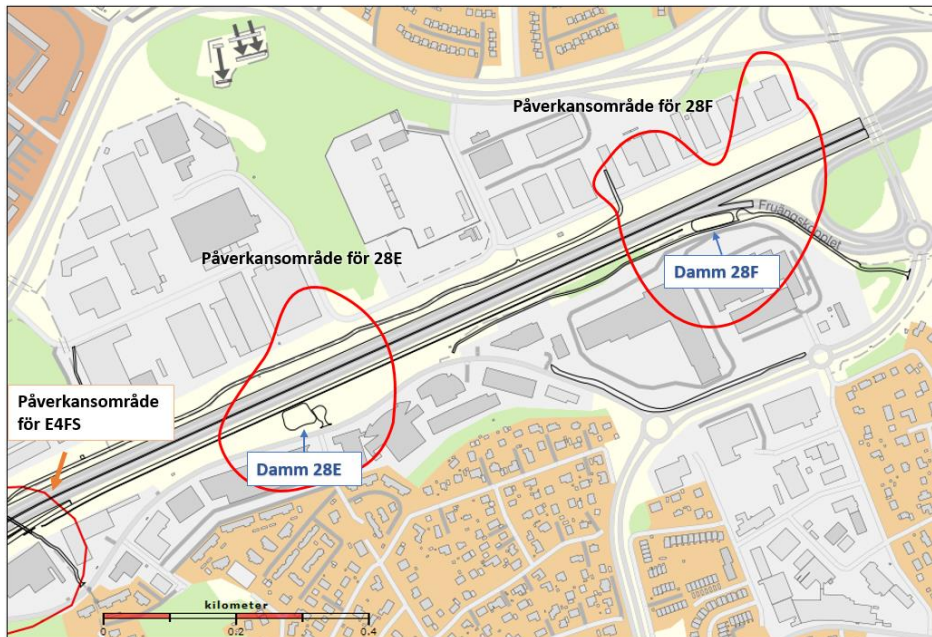 Påverkansområde för 28F
Fruängskopplet
Damm 28F
Påverkansområde för 28E
Påverkansområde
för E4FS
Damm 28E
kilometer
0 0.2 0.4